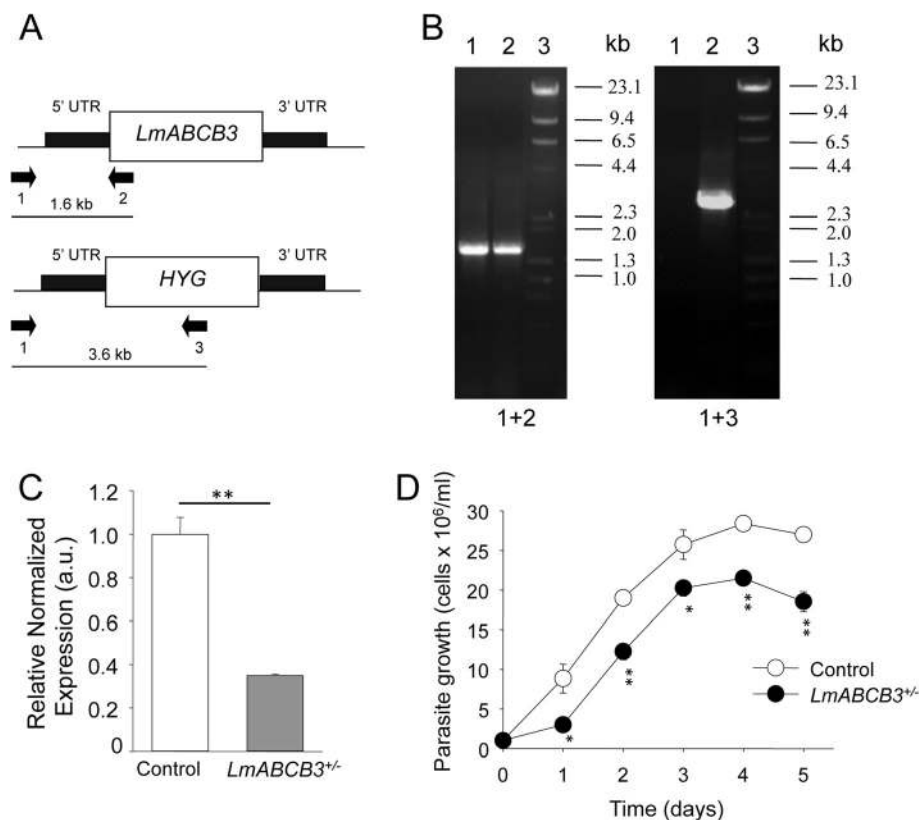 A
5' UTR
LmABCB3
3' UTR
1
2
1.6 kb
5' UTR
HYG
3' UTR
1
3
3.6 kb
B
1 2 3 kb
23.1
9.4
6.5
4.4
2.3
2.0
1.3
1.0
1+2
1 2 3 kb
23.1
9.4
6.5
4.4
2.3
2.0
1.3
1.0
1+3
C
Relative Normalized
Expression (a.u.)
1.2
1.0
0.8
0.6
0.4
0.2
0
**
Control
LmABCB3+/-
D
Parasite growth (cells x 10⁶/ml)
30
25
20
15
10
5
0
*
**
*
**
**
Control
LmABCB3+/-
0 1 2 3 4 5
Time (days)